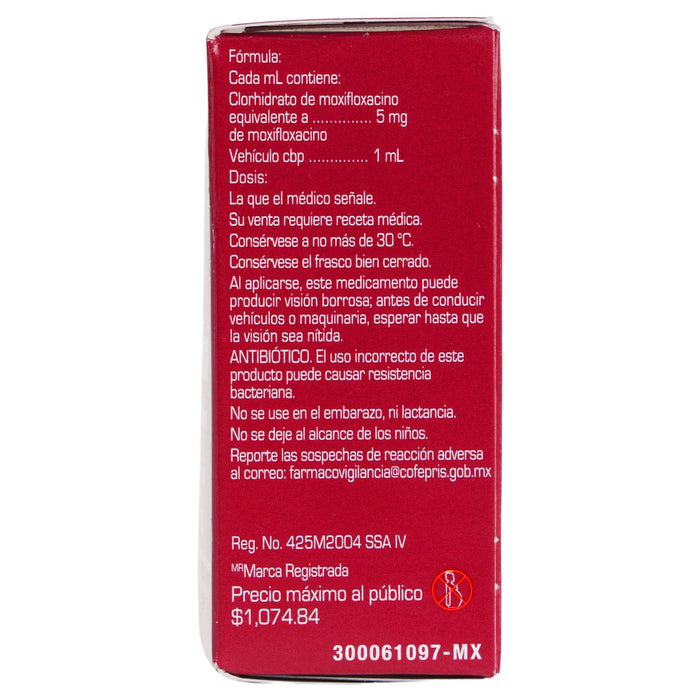 Fórmula:
Cada mL contiene:
Clorhidrato de moxifloxacino
equivalente a .............. 5 mg
de moxifloxacino
Vehículo cbp .............. 1 mL
Dosis:
La que el médico señale.
Su venta requiere receta médica.
Consérvese a no más de 30 °C.
Consérvese el frasco bien cerrado.
Al aplicarse, este medicamento puede
producir visión borrosa; antes de conducir
vehículos o maquinaria, esperar hasta que
la visión sea nítida.
ANTIBIÓTICO. El uso incorrecto de este
producto puede causar resistencia
bacteriana.
No se use en el embarazo, ni lactancia.
No se deje al alcance de los niños.
Reporte las sospechas de reacción adversa
al correo: farmacovigilancia@cofepris.gob.mx
Reg. No. 425M2004 SSA IV
MRMarca Registrada
Precio máximo al público
$1,074.84
300061097-MX